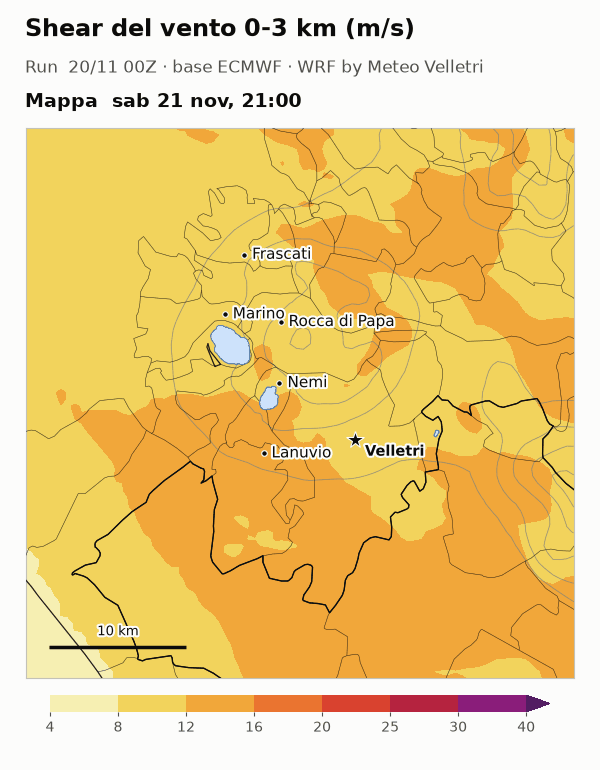 Shear del vento 0-3 km (m/s)
Run  20/11 00Z · base ECMWF · WRF by Meteo Velletri
Mappa  sab 21 nov, 21:00
Frascati
Marino
Rocca di Papa
Nemi
Velletri
Lanuvio
10 km
4 8 12 16 20 25 30 40